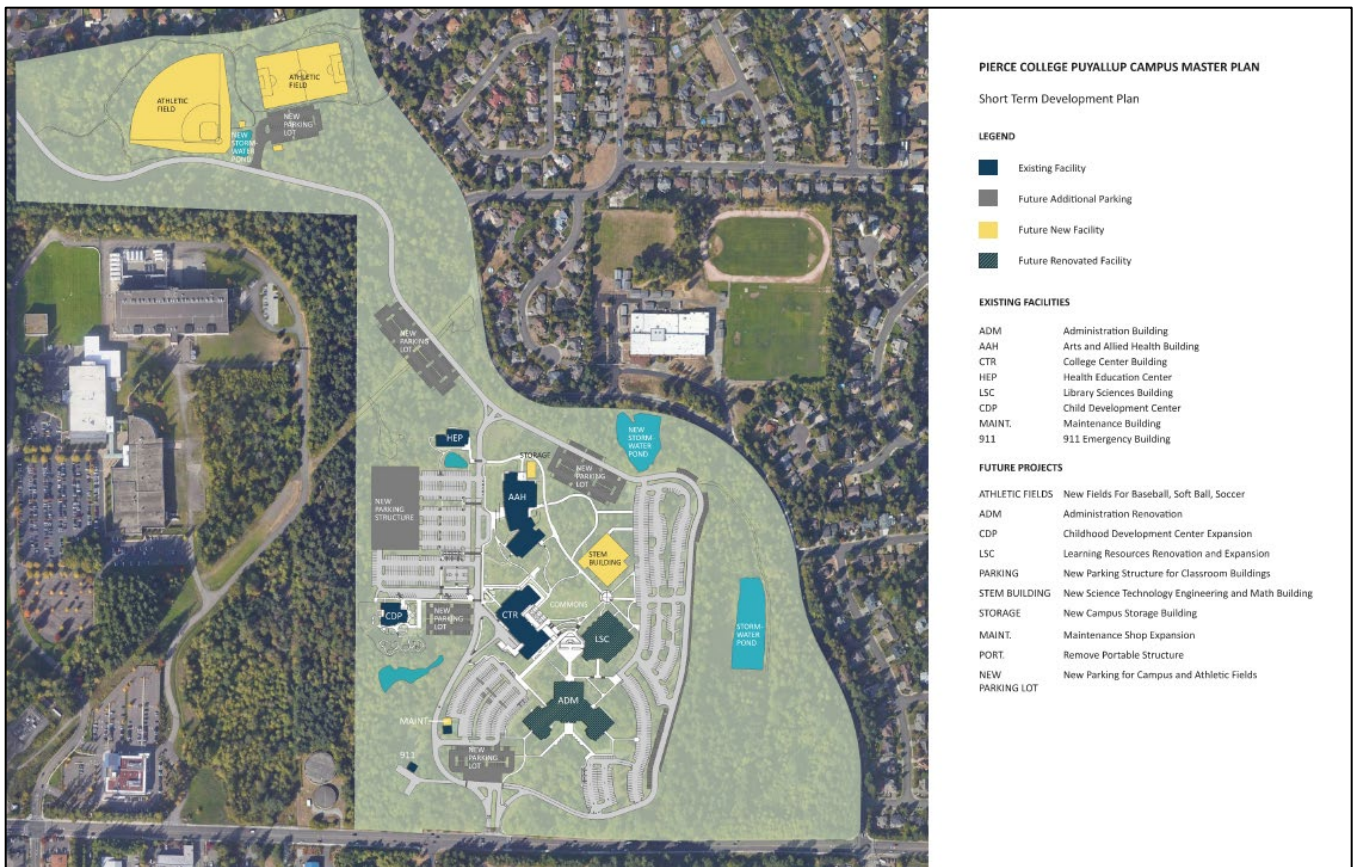 ATHLETIC
FIELD
ATHLETIC
FIELD
NEW
PARKING
LOT
NEW
STORM-
WATER
POND
NEW
PARKING
LOT
HEP
STORAGE
NEW
PARKING
LOT
NEW
STORM-
WATER
POND
AAH
NEW
PARKING
STRUCTURE
STEM
BUILDING
COMMONS
CDP
NEW
PARKING
LOT
CTR
LSC
STORM-
WATER
POND
ADM
MAINT
911
NEW
PARKING
LOT
PIERCE COLLEGE PUYALLUP CAMPUS MASTER PLAN
Short Term Development Plan
LEGEND
Existing Facility
Future Additional Parking
Future New Facility
Future Renovated Facility
EXISTING FACILITIES
ADM Administration Building
AAH Arts and Allied Health Building
CTR College Center Building
HEP Health Education Center
LSC Library Sciences Building
CDP Child Development Center
MAINT. Maintenance Building
911 911 Emergency Building
FUTURE PROJECTS
ATHLETIC FIELDS New Fields For Baseball, Soft Ball, Soccer
ADM Administration Renovation
CDP Childhood Development Center Expansion
LSC Learning Resources Renovation and Expansion
PARKING New Parking Structure for Classroom Buildings
STEM BUILDING New Science Technology Engineering and Math Building
STORAGE New Campus Storage Building
MAINT. Maintenance Shop Expansion
PORT. Remove Portable Structure
NEW New Parking for Campus and Athletic Fields
PARKING LOT